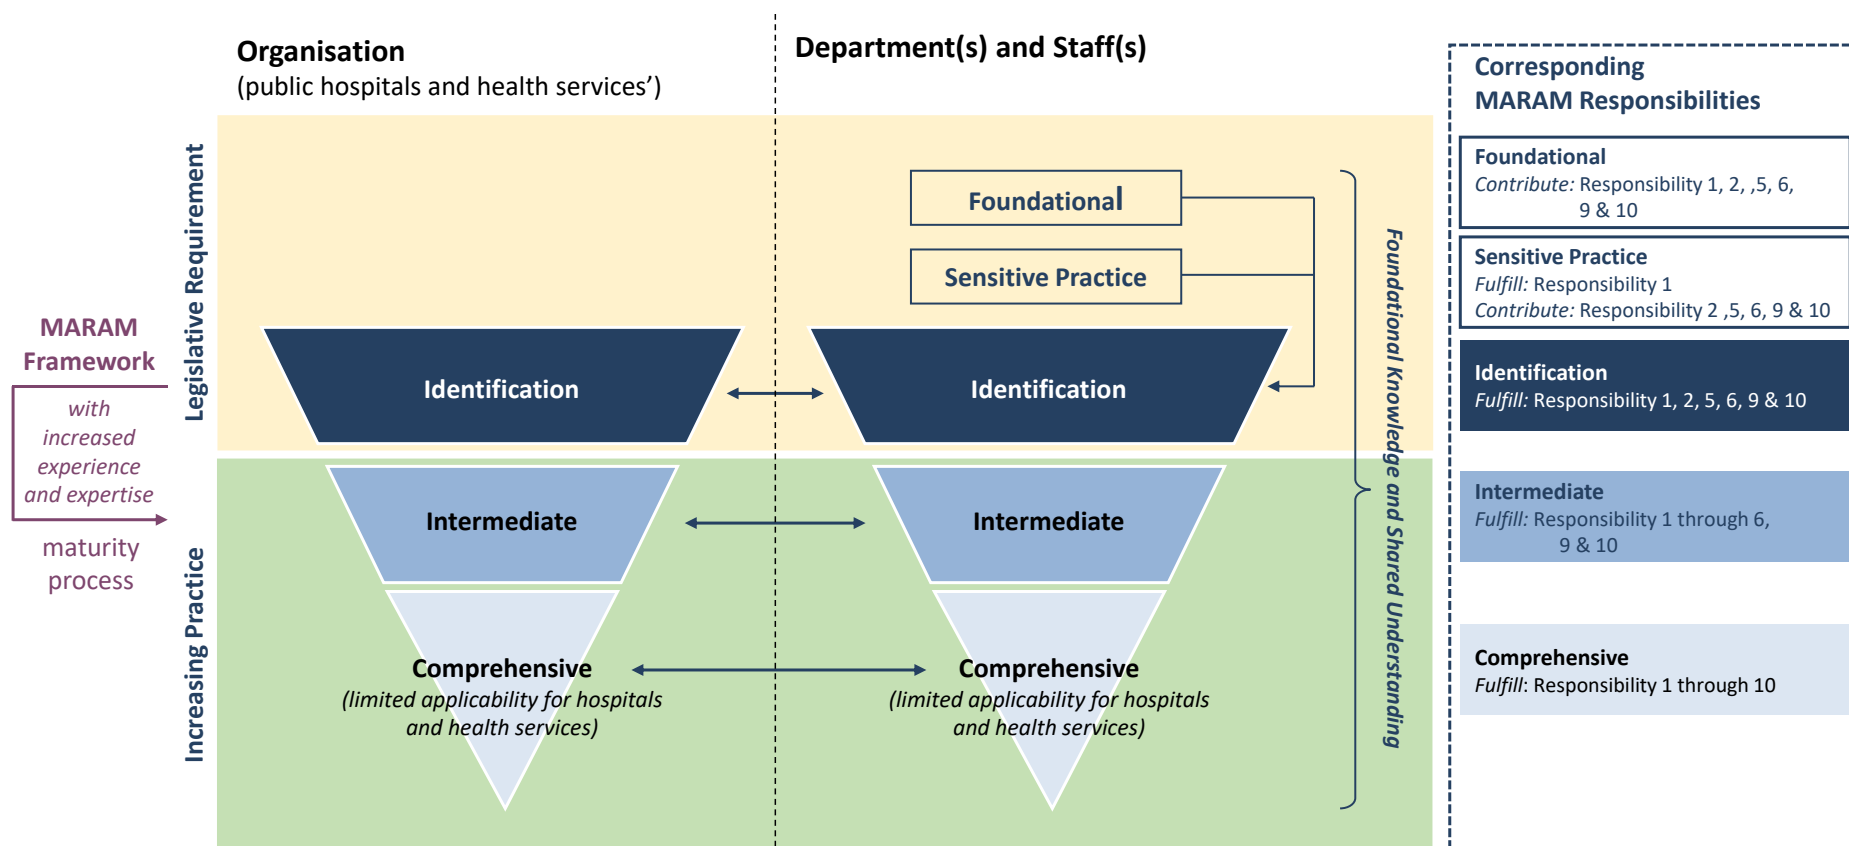 Organisation
(public hospitals and health services’)
Department(s) and Staff(s)
Legislative Requirement
Increasing Practice
MARAM
Framework
with
increased
experience
and expertise
maturity
process
Identification
Intermediate
Comprehensive
(limited applicability for hospitals
and health services)
Foundational
Sensitive Practice
Identification
Intermediate
Comprehensive
(limited applicability for hospitals
and health services)
Foundational Knowledge and Shared Understanding
Corresponding
MARAM Responsibilities
Foundational
Contribute: Responsibility 1, 2, ,5, 6,
9 & 10
Sensitive Practice
Fulfill: Responsibility 1
Contribute: Responsibility 2 ,5, 6, 9 & 10
Identification
Fulfill: Responsibility 1, 2, 5, 6, 9 & 10
Intermediate
Fulfill: Responsibility 1 through 6,
9 & 10
Comprehensive
Fulfill: Responsibility 1 through 10